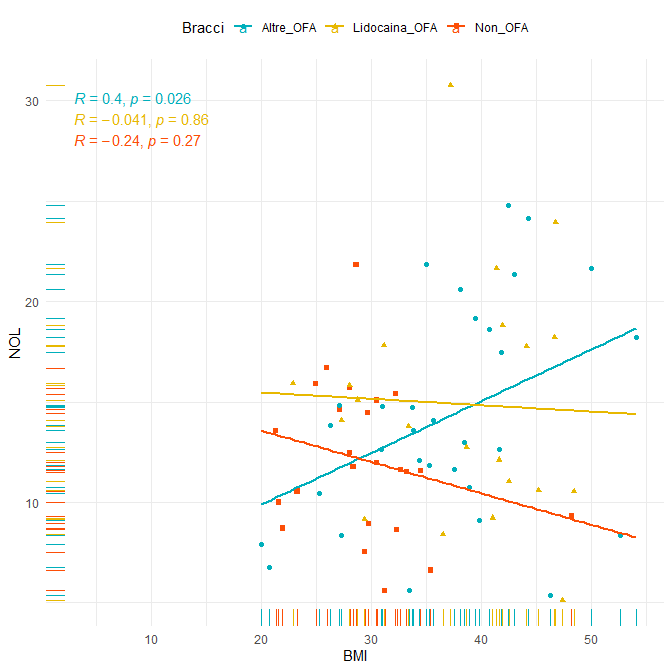 Bracci a Altre_OFA a Lidocaina_OFA a Non_OFA
R = 0.4, p = 0.026
R = −0.041, p = 0.86
R = −0.24, p = 0.27
30
20
10
NOL
10 20 30 40 50
BMI